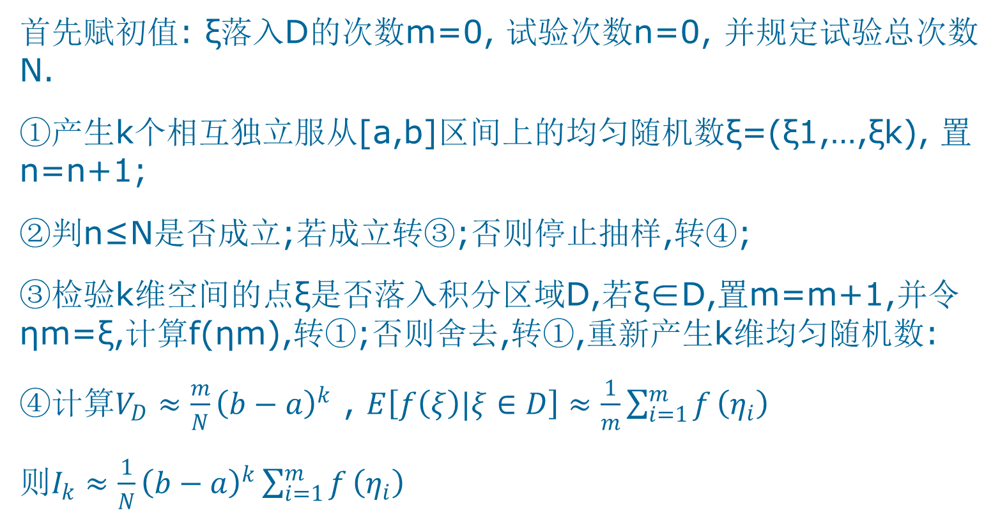 首先赋初值: ξ落入D的次数m=0, 试验次数n=0, 并规定试验总次数
N.
①产生k个相互独立服从[a,b]区间上的均匀随机数ξ=(ξ1,…,ξk), 置
n=n+1;
②判n≤N是否成立;若成立转③;否则停止抽样,转④;
③检验k维空间的点ξ是否落入积分区域D,若ξ∈D,置m=m+1,并令
ηm=ξ,计算f(ηm),转①;否则舍去,转①,重新产生k维均匀随机数:
④计算$V_D \approx \frac{m}{N}(b-a)^k$ , $E[f(\xi)|\xi \in D] \approx \frac{1}{m}\sum_{i=1}^{m} f(\eta_i)$
则$I_k \approx \frac{1}{N}(b-a)^k \sum_{i=1}^{m} f(\eta_i)$